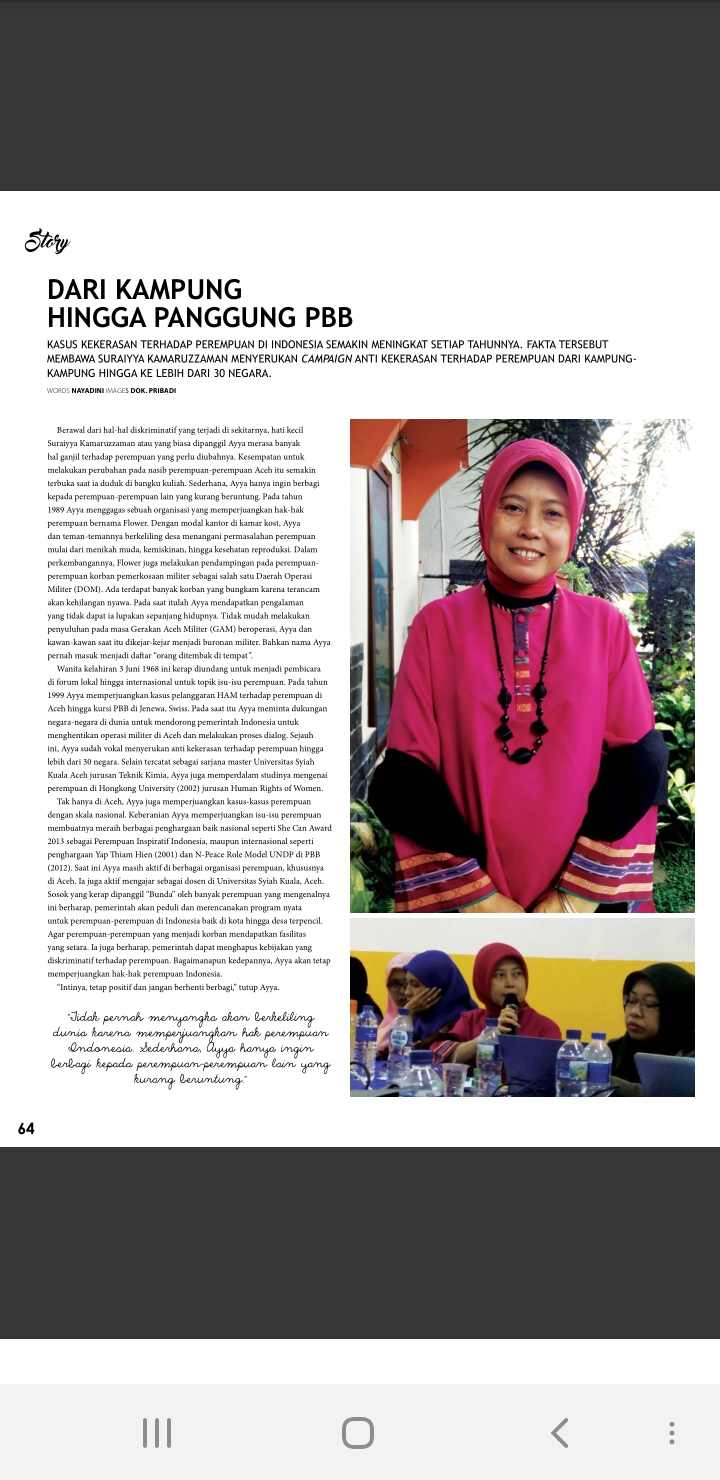 Story
DARI KAMPUNG
HINGGA PANGGUNG PBB
KASUS KEKERASAN TERHADAP PEREMPUAN DI INDONESIA SEMAKIN MENINGKAT SETIAP TAHUNNYA. FAKTA TERSEBUT
MEMBAWA SURAIYYA KAMARUZZAMAN MENYERUKAN CAMPAIGN ANTI KEKERASAN TERHADAP PEREMPUAN DARI KAMPUNG-
KAMPUNG HINGGA KE LEBIH DARI 30 NEGARA.
WORDS NAYADINI IMAGES DOK. PRIBADI
Berawal dari hal-hal diskriminatif yang terjadi di sekitarnya, hati kecil
Suraiyya Kamaruzzaman atau yang biasa dipanggil Ayya merasa banyak
hal ganjil terhadap perempuan yang perlu diubahnya. Kesempatan untuk
melakukan perubahan pada nasib perempuan-perempuan Aceh itu semakin
terbuka saat ia duduk di bangku kuliah. Sederhana, Ayya hanya ingin berbagi
kepada perempuan-perempuan lain yang kurang beruntung. Pada tahun
1989 Ayya menggagas sebuah organisasi yang memperjuangkan hak-hak
perempuan bernama Flower. Dengan modal kantor di kamar kost, Ayya
dan teman-temannya berkeliling desa menangani permasalahan perempuan
mulai dari menikah muda, kemiskinan, hingga kesehatan reproduksi. Dalam
perkembangannya, Flower juga melakukan pendampingan pada perempuan-
perempuan korban pemerkosaan militer sebagai salah satu Daerah Operasi
Militer (DOM). Ada terdapat banyak korban yang bungkam karena terancam
akan kehilangan nyawa. Pada saat itulah Ayya mendapatkan pengalaman
yang tidak dapat ia lupakan sepanjang hidupnya. Tidak mudah melakukan
penyuluhan pada masa Gerakan Aceh Militer (GAM) beroperasi, Ayya dan
kawan-kawan saat itu dikejar-kejar menjadi buronan militer. Bahkan nama Ayya
pernah masuk menjadi daftar "orang ditembak di tempat".
Wanita kelahiran 3 Juni 1968 ini kerap diundang untuk menjadi pembicara
di forum lokal hingga internasional untuk topik isu-isu perempuan. Pada tahun
1999 Ayya memperjuangkan kasus pelanggaran HAM terhadap perempuan di
Aceh hingga kursi PBB di Jenewa, Swiss. Pada saat itu Ayya meminta dukungan
negara-negara di dunia untuk mendorong pemerintah Indonesia untuk
menghentikan operasi militer di Aceh dan melakukan proses dialog. Sejauh
ini, Ayya sudah vokal menyerukan anti kekerasan terhadap perempuan hingga
lebih dari 30 negara. Selain tercatat sebagai sarjana master Universitas Syiah
Kuala Aceh jurusan Teknik Kimia, Ayya juga memperdalam studinya mengenai
perempuan di Hongkong University (2002) jurusan Human Rights of Women.
Tak hanya di Aceh, Ayya juga memperjuangkan kasus-kasus perempuan
dengan skala nasional. Keberanian Ayya memperjuangkan isu-isu perempuan
membuatnya meraih berbagai penghargaan baik nasional seperti She Can Award
2013 sebagai Perempuan Inspiratif Indonesia, maupun internasional seperti
penghargaan Yap Thiam Hien (2001) dan N-Peace Role Model UNDP di PBB
(2012). Saat ini Ayya masih aktif di berbagai organisasi perempuan, khususnya
di Aceh. Ia juga aktif mengajar sebagai dosen di Universitas Syiah Kuala, Aceh.
Sosok yang kerap dipanggil "Bunda" oleh banyak perempuan yang mengenalnya
ini berharap, pemerintah akan peduli dan merencanakan program nyata
untuk perempuan-perempuan di Indonesia baik di kota hingga desa terpencil.
Agar perempuan-perempuan yang menjadi korban mendapatkan fasilitas
yang setara. Ia juga berharap, pemerintah dapat menghapus kebijakan yang
diskriminatif terhadap perempuan. Bagaimanapun kedepannya, Ayya akan tetap
memperjuangkan hak-hak perempuan Indonesia.
"Intinya, tetap positif dan jangan berhenti berbagi," tutup Ayya.
"Tidak pernah menyangka akan berkeliling
dunia karena memperjuangkan hak perempuan
Indonesia. Sederhana, Ayya hanya ingin
berbagi kepada perempuan-perempuan lain yang
kurang beruntung."
64